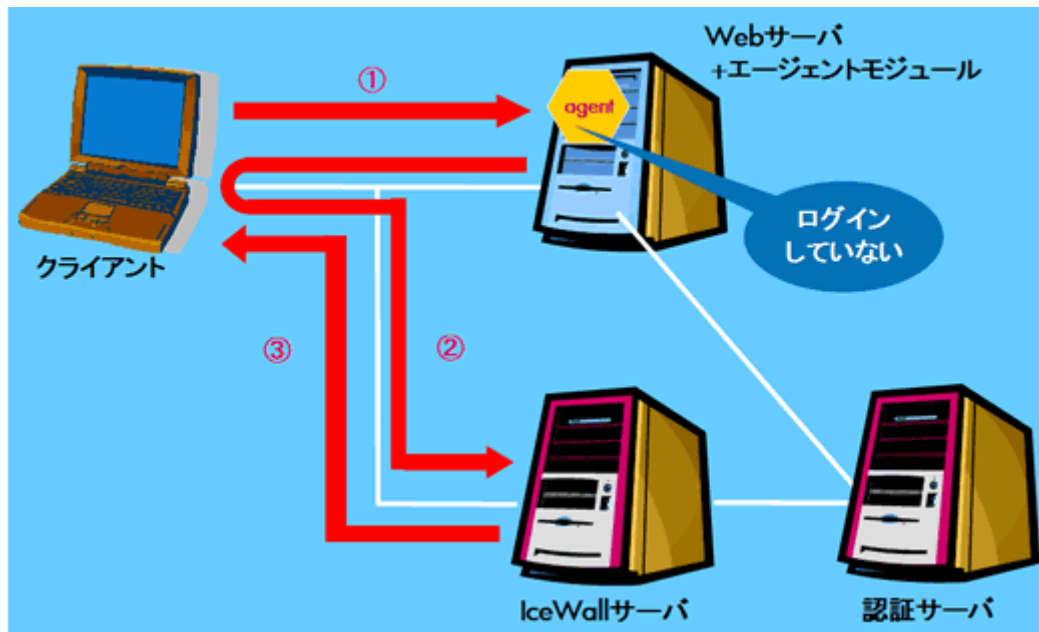 Webサーバ
+エージェントモジュール
①
agent
ログイン
していない
クライアント
③
②
IceWallサーバ
認証サーバ